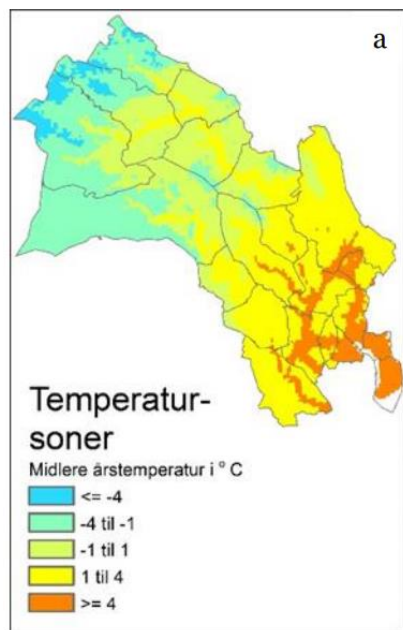 a
Temperatur-
soner
Midlere årstemperatur i ° C
<= -4
-4 til -1
-1 til 1
1 til 4
>= 4